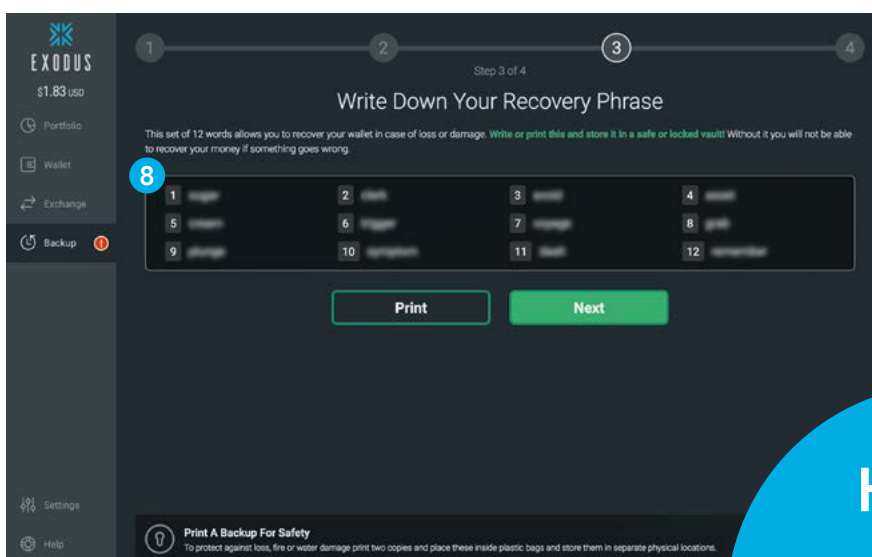 EXODUS
$1.83 USD
Portfolio
Wallet
Exchange
Backup
Settings
Help
1 2 3 4
Step 3 of 4
Write Down Your Recovery Phrase
This set of 12 words allows you to recover your wallet in case of loss or damage. Write or print this and store it in a safe or locked vault! Without it you will not be able
to recover your money if something goes wrong.
8
1 2 3 4
5 6 7 8
9 10 11 12
Print Next
Print A Backup For Safety
To protect against loss, fire or water damage print two copies and place these inside plastic bags and store them in separate physical locations.
H